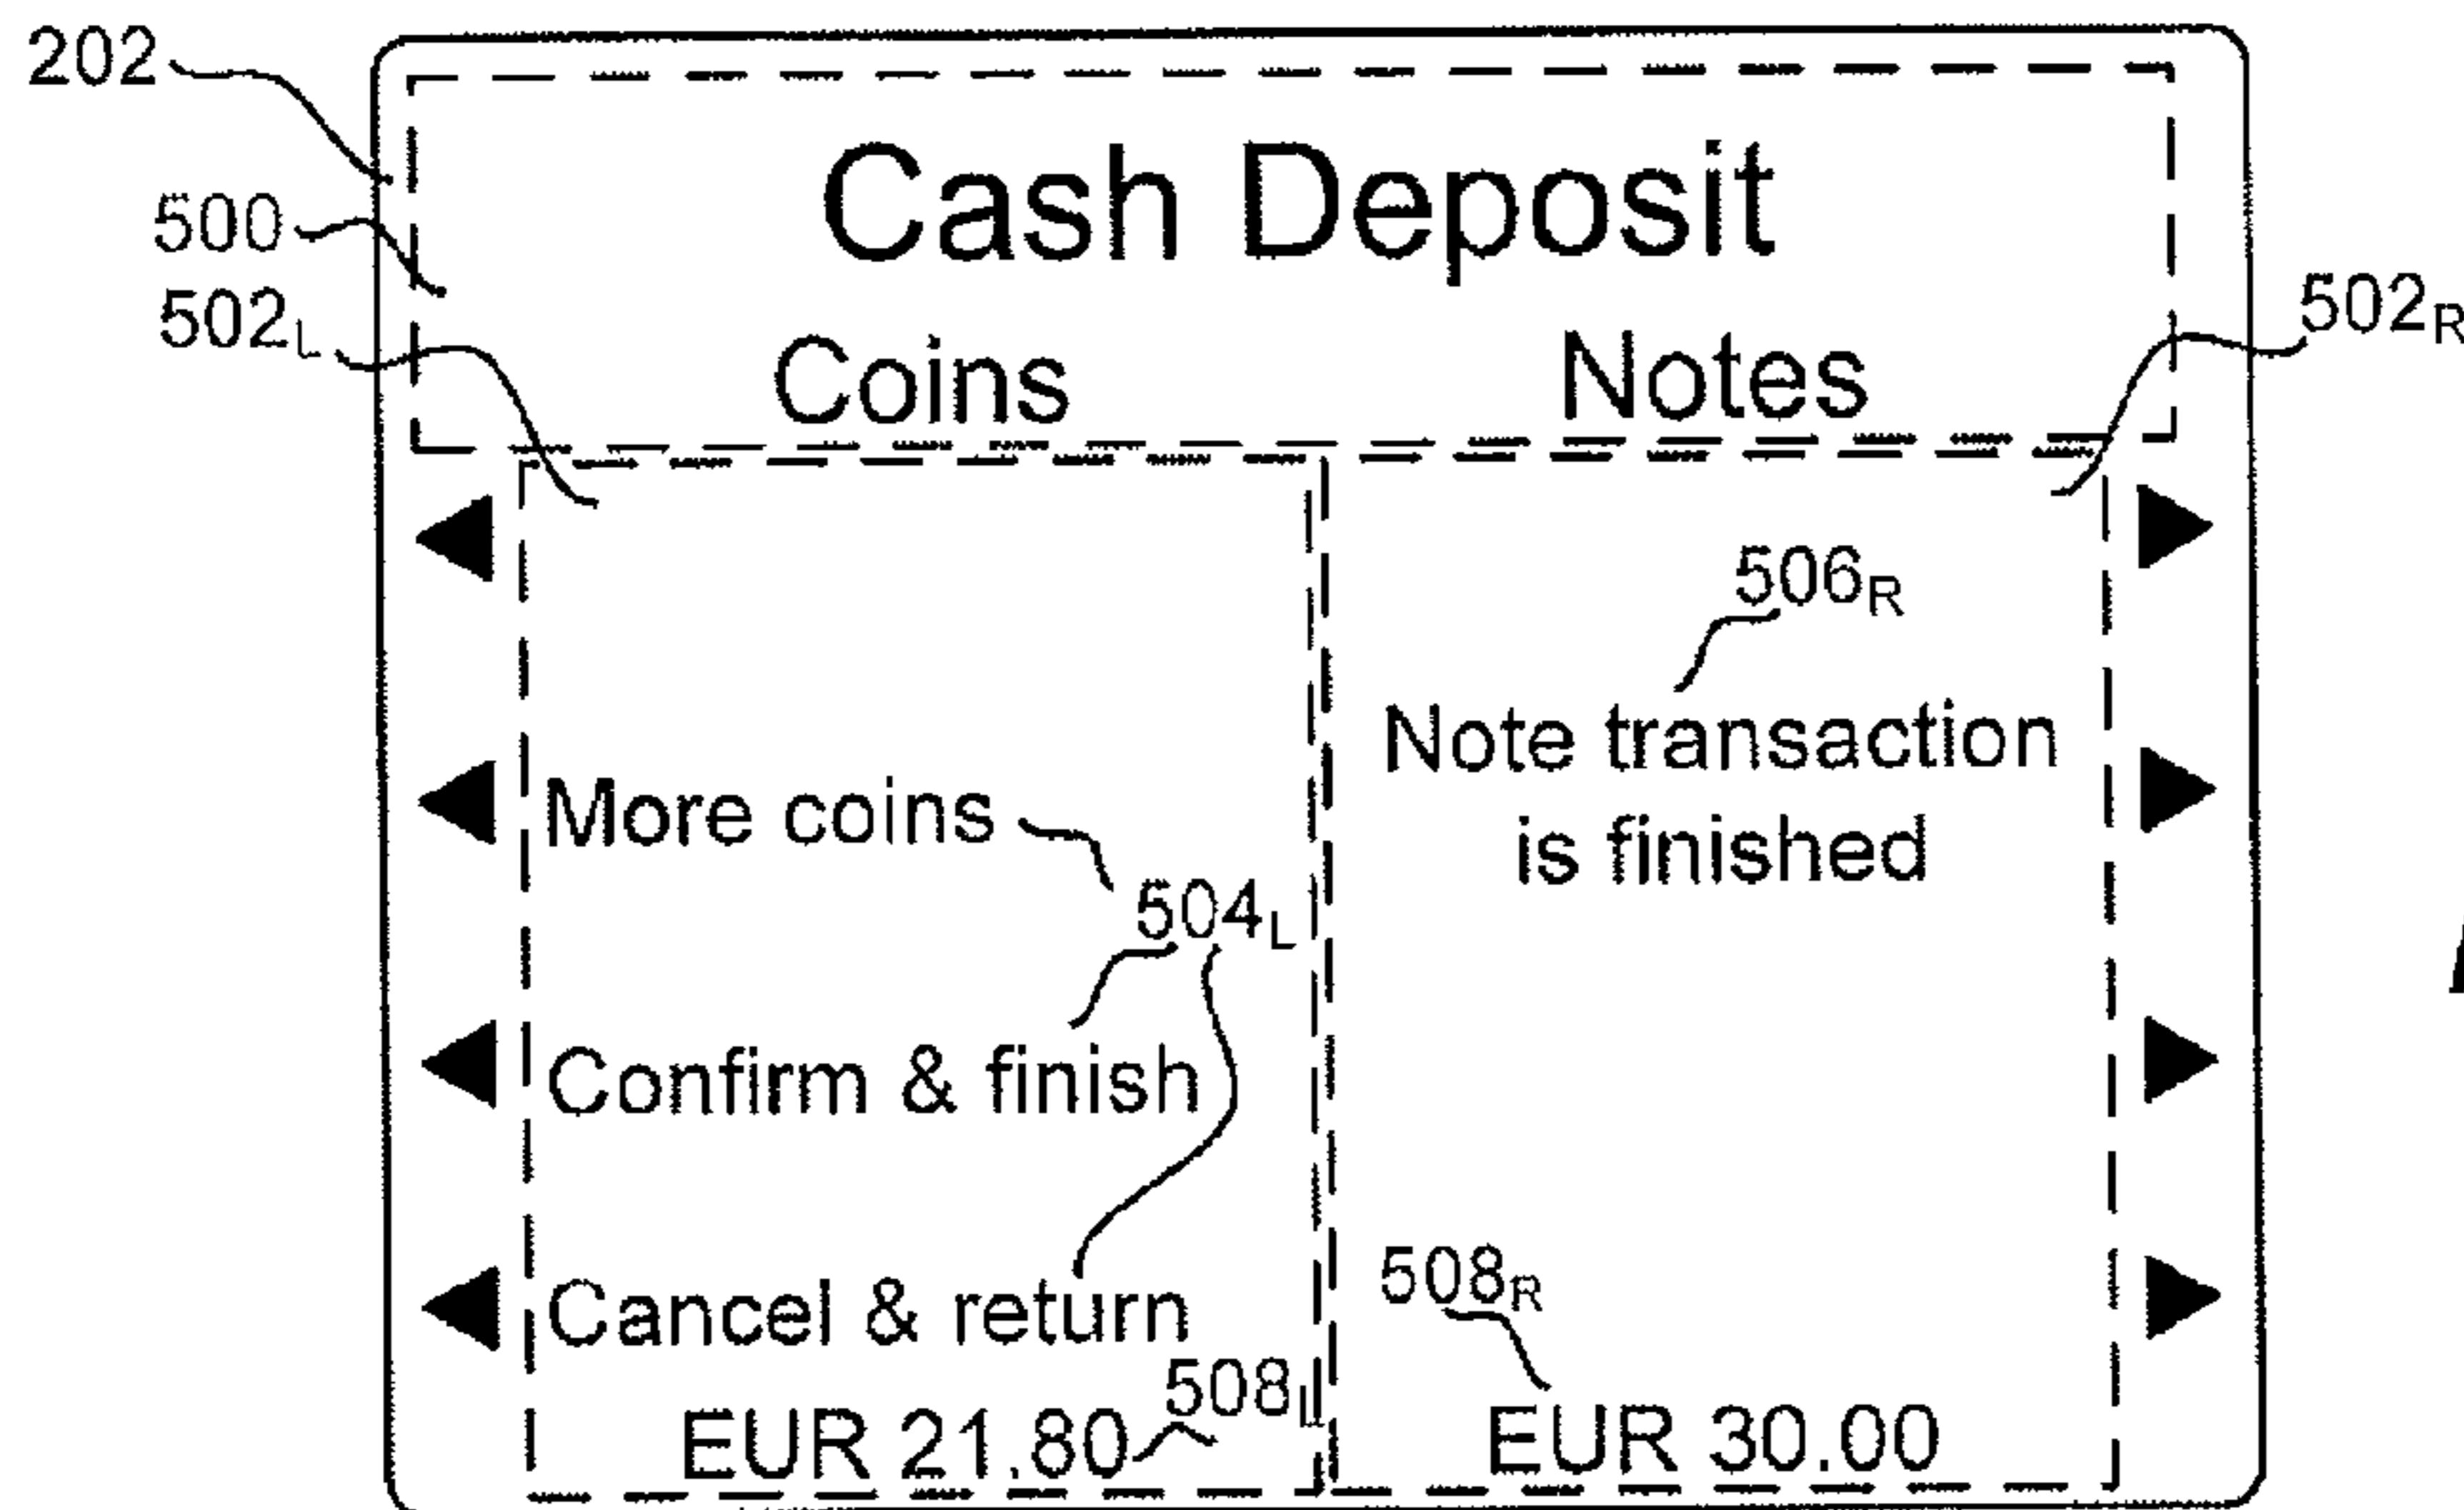 202
Cash Deposit
500
502L
502R
Coins
Notes
506R
Note transaction
is finished
More coins
504L
Confirm & finish
Cancel & return
508R
508L
EUR 21.80
EUR 30.00